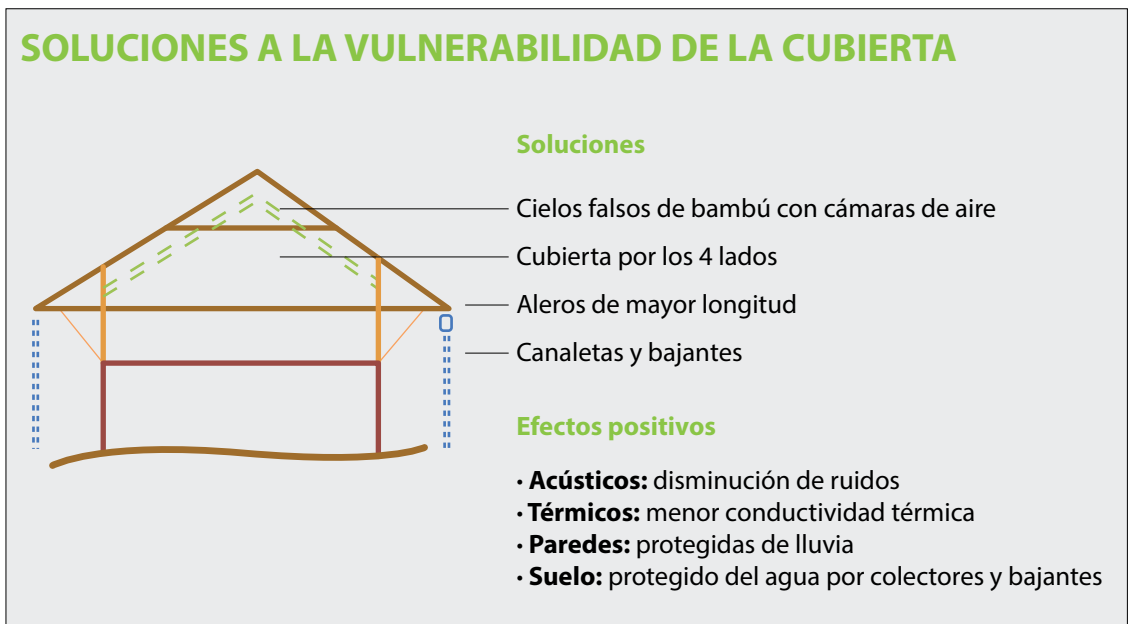 SOLUCIONES A LA VULNERABILIDAD DE LA CUBIERTA
Soluciones
Cielos falsos de bambú con cámaras de aire
Cubierta por los 4 lados
Aleros de mayor longitud
Canaletas y bajantes
Efectos positivos
• Acústicos: disminución de ruidos
• Térmicos: menor conductividad térmica
• Paredes: protegidas de lluvia
• Suelo: protegido del agua por colectores y bajantes